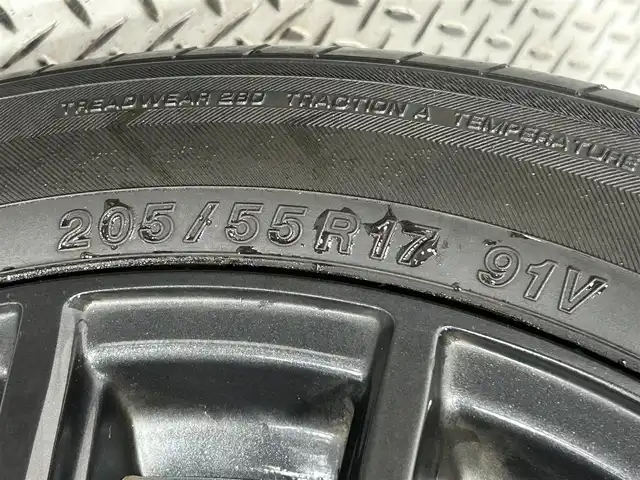 TREADWEAR 280 TRACTION A TEMPERATURE
205/55R17 91V